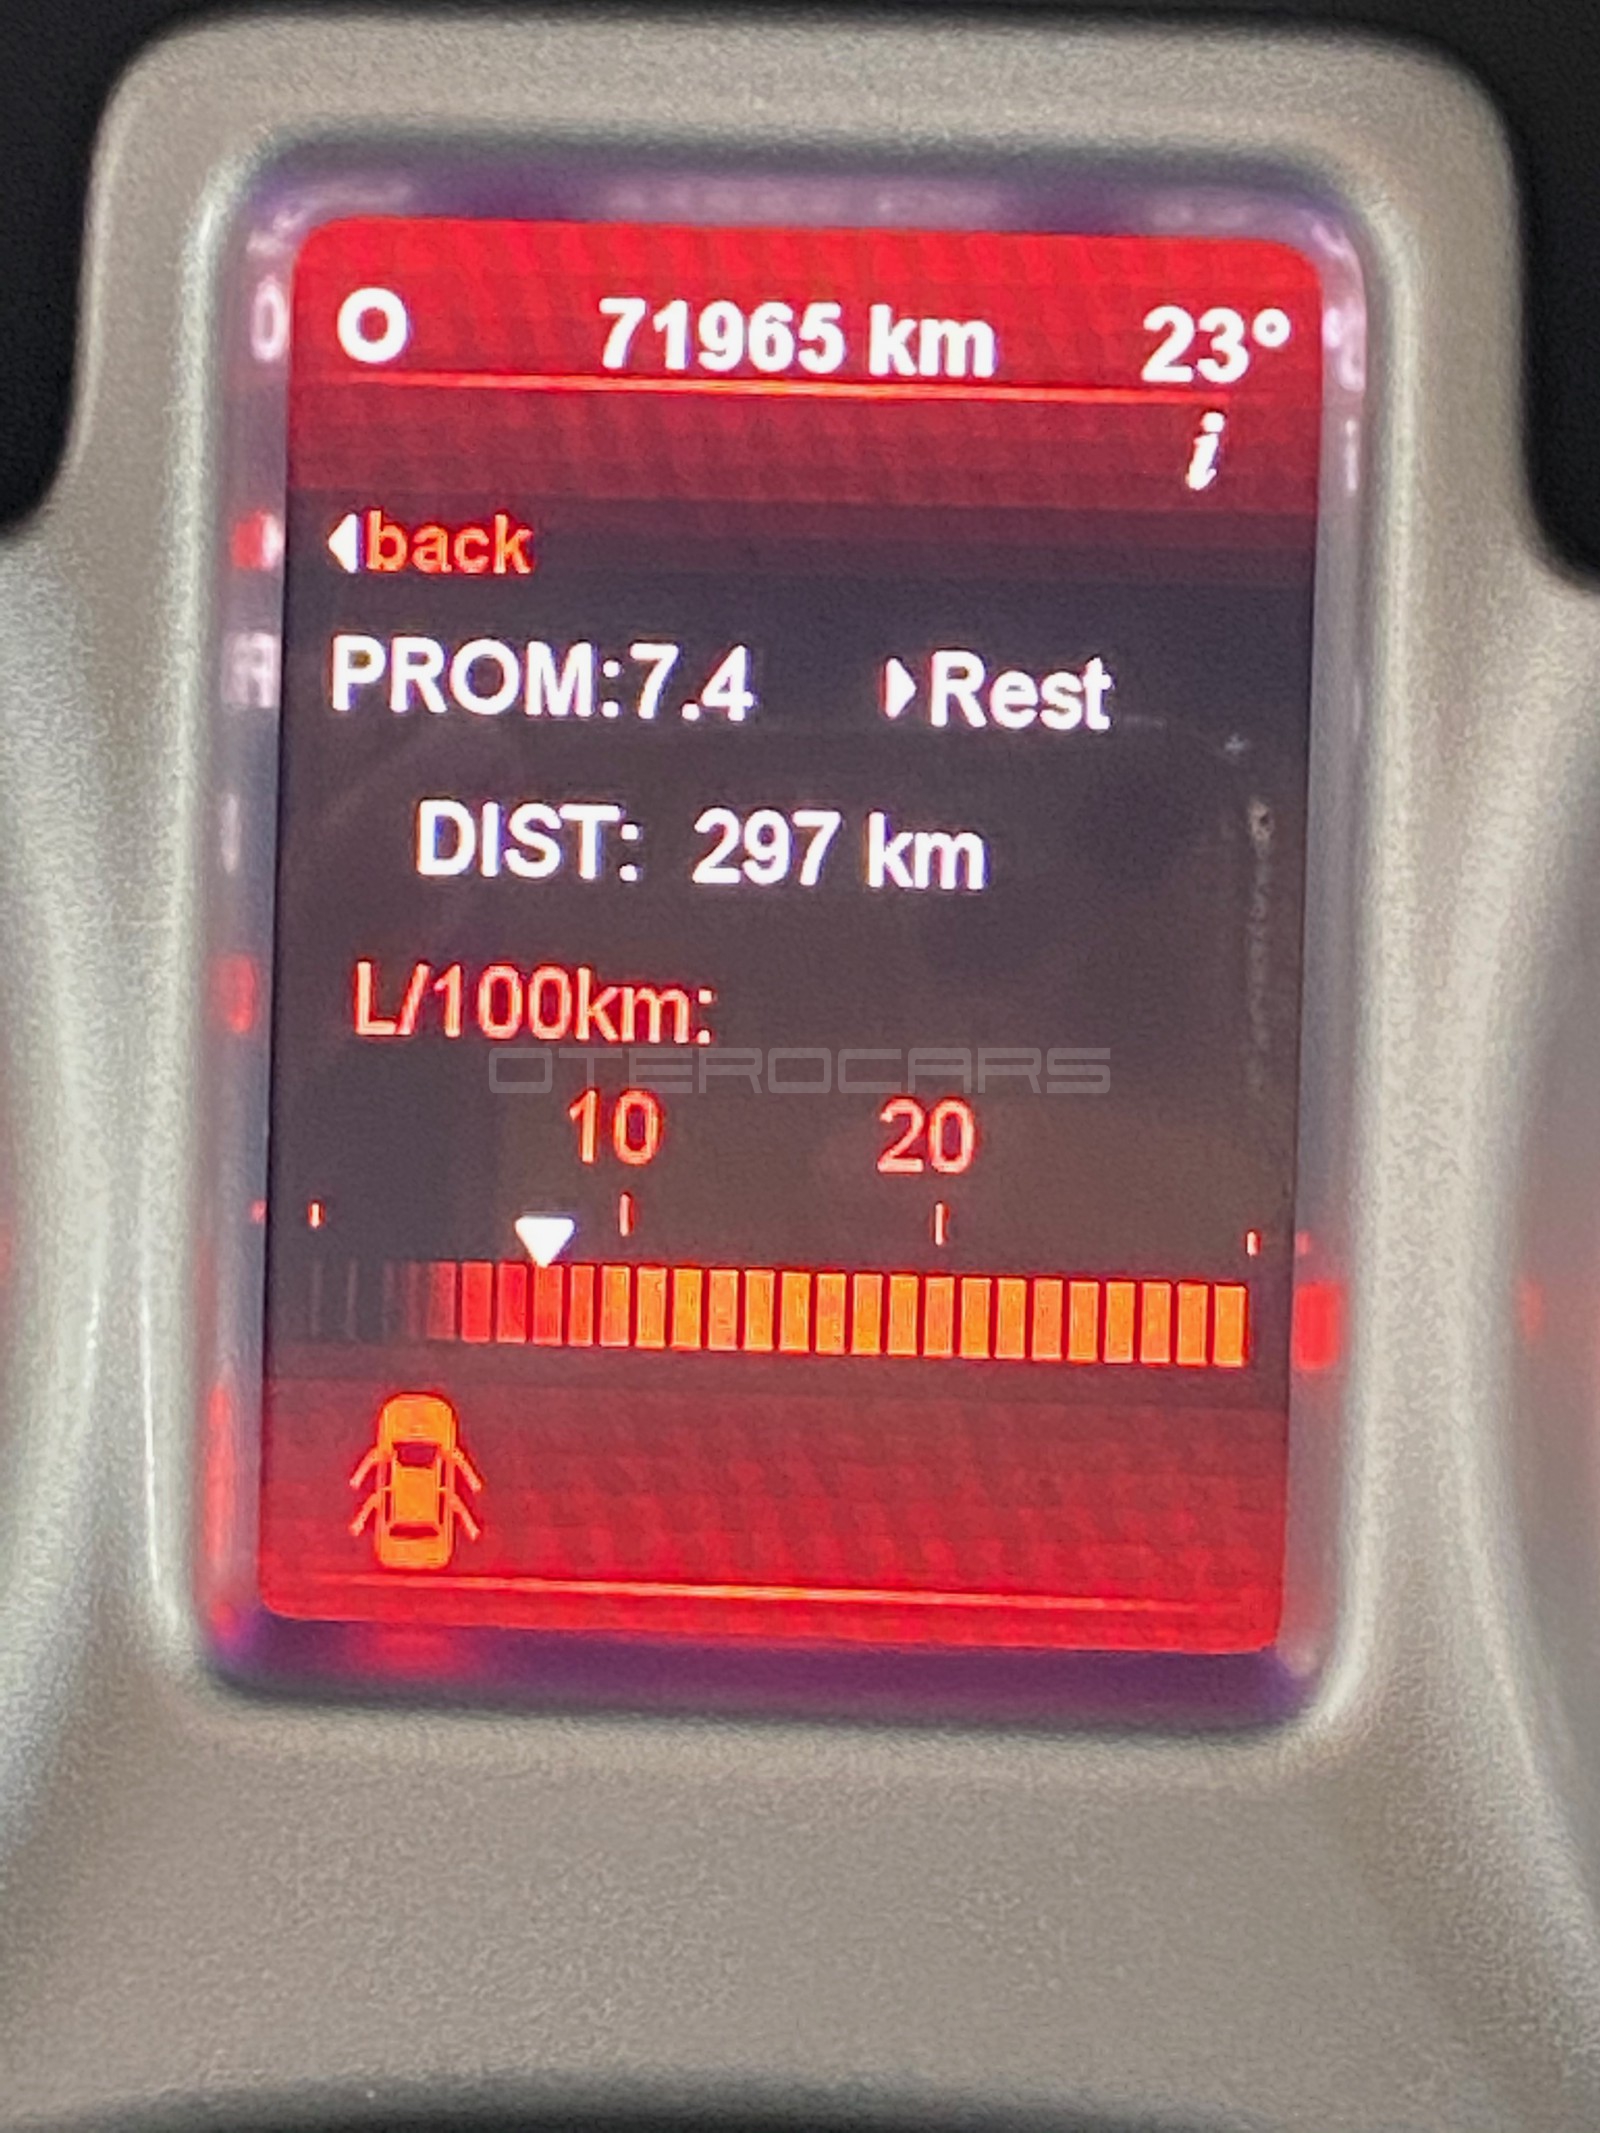 O 71965 km 23°
i
back
PROM:7.4 Rest
DIST: 297 km
L/100km:
OTEROCARS
10 20